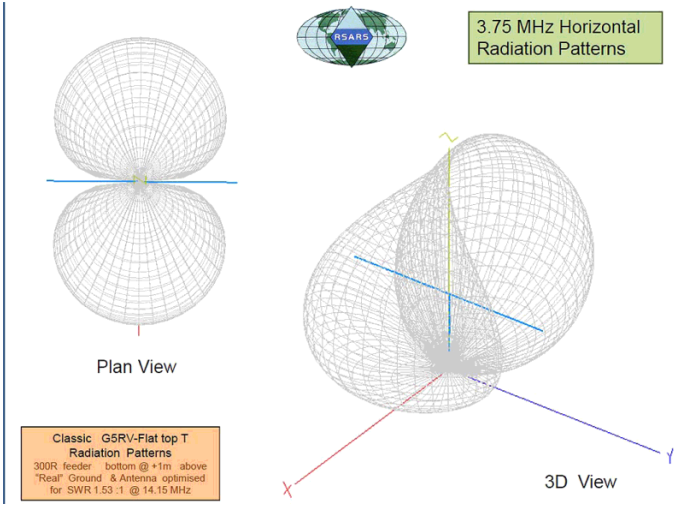 RSARS
3.75 MHz Horizontal
Radiation Patterns
Z
Plan View
Classic G5RV-Flat top T
Radiation Patterns
300R feeder bottom @ +1m above
"Real" Ground & Antenna optimised
for SWR 1.53 :1 @ 14.15 MHz
X
Y
3D View